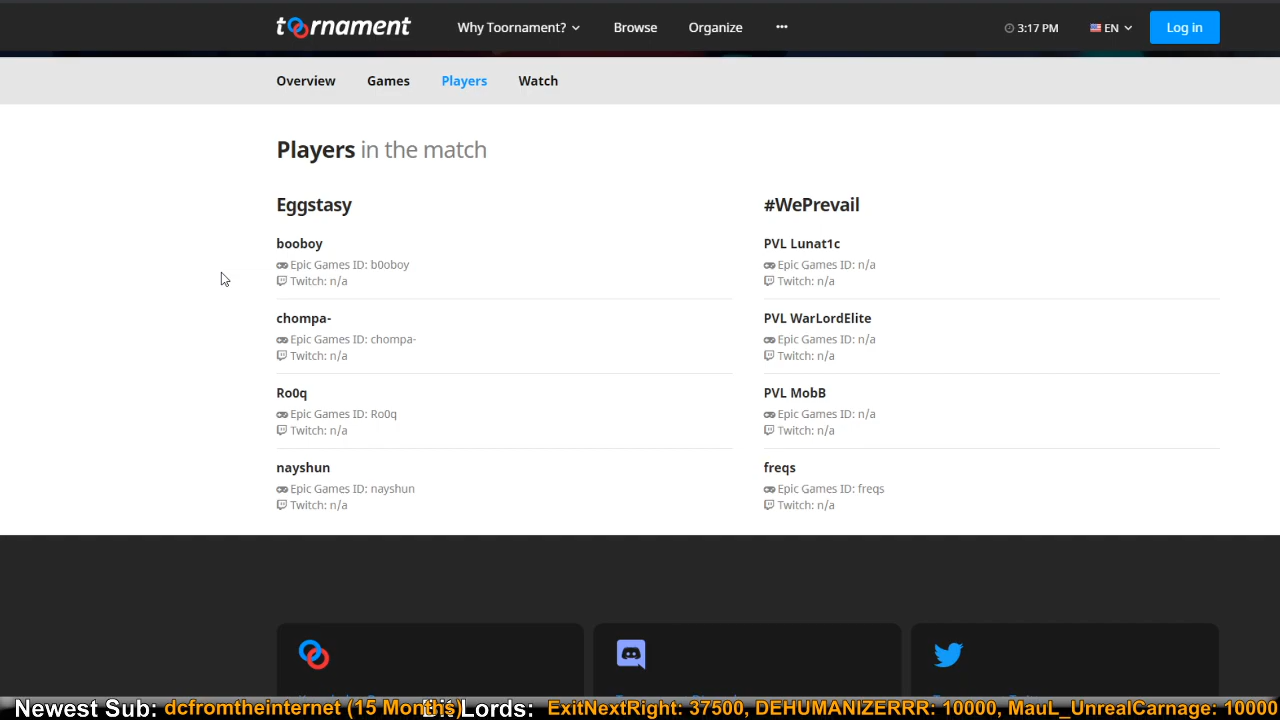 toornament
Why Toornament?
Browse
Organize
•••
3:17 PM
EN
Log in
Overview
Games
Players
Watch
Players in the match
Eggstasy
booboy
Epic Games ID: b0oboy
Twitch: n/a
chompa-
Epic Games ID: chompa-
Twitch: n/a
Ro0q
Epic Games ID: Ro0q
Twitch: n/a
nayshun
Epic Games ID: nayshun
Twitch: n/a
#WePrevail
PVL Lunat1c
Epic Games ID: n/a
Twitch: n/a
PVL WarLordElite
Epic Games ID: n/a
Twitch: n/a
PVL MobB
Epic Games ID: n/a
Twitch: n/a
freqs
Epic Games ID: freqs
Twitch: n/a
Newest Sub: dcfromtheinternet (15 Months)
Lords: ExitNextRight: 37500, DEHUMANIZERRR: 10000, MauL_UnrealCarnage: 10000